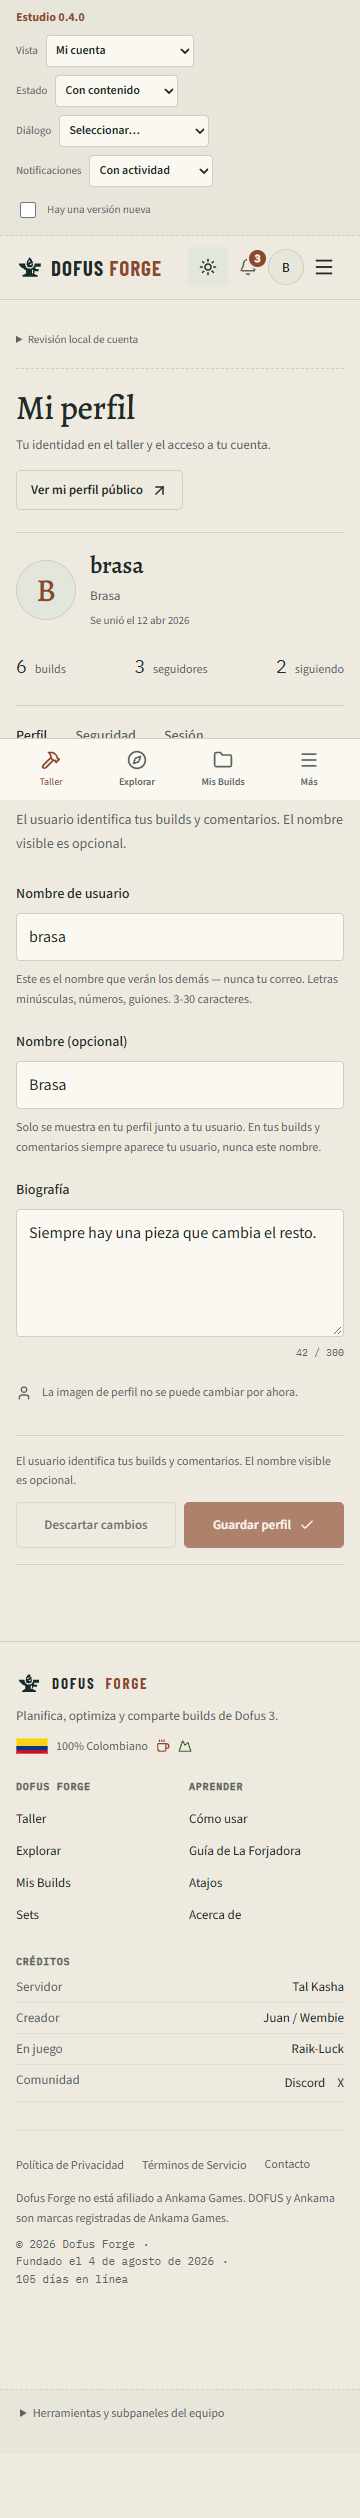 Estudio 0.4.0
Vista Mi cuenta
Estado Con contenido
Diálogo Seleccionar...
Notificaciones Con actividad
Hay una versión nueva
DOFUS FORGE 3 B
Revisión local de cuenta
Mi perfil
Tu identidad en el taller y el acceso a tu cuenta.
Ver mi perfil público
B
brasa
Brasa
Se unió el 12 abr 2026
6 builds 3 seguidores 2 siguiendo
Perfil Seguridad Sesión
Taller Explorar Mis Builds Más
El usuario identifica tus builds y comentarios. El nombre
visible es opcional.
Nombre de usuario
brasa
Este es el nombre que verán los demás — nunca tu correo. Letras
minúsculas, números, guiones. 3-30 caracteres.
Nombre (opcional)
Brasa
Solo se muestra en tu perfil junto a tu usuario. En tus builds y
comentarios siempre aparece tu usuario, nunca este nombre.
Biografía
Siempre hay una pieza que cambia el resto.
42 / 300
La imagen de perfil no se puede cambiar por ahora.
El usuario identifica tus builds y comentarios. El nombre visible
es opcional.
Descartar cambios Guardar perfil
DOFUS FORGE
Planifica, optimiza y comparte builds de Dofus 3.
100% Colombiano
DOFUS FORGE APRENDER
Taller Cómo usar
Explorar Guía de La Forjadora
Mis Builds Atajos
Sets Acerca de
CRÉDITOS
Servidor Tal Kasha
Creador Juan / Wembie
En juego Raik-Luck
Comunidad Discord X
Política de Privacidad Términos de Servicio Contacto
Dofus Forge no está afiliado a Ankama Games. DOFUS y Ankama
son marcas registradas de Ankama Games.
© 2026 Dofus Forge ·
Fundado el 4 de agosto de 2026 ·
105 días en línea
Herramientas y subpaneles del equipo